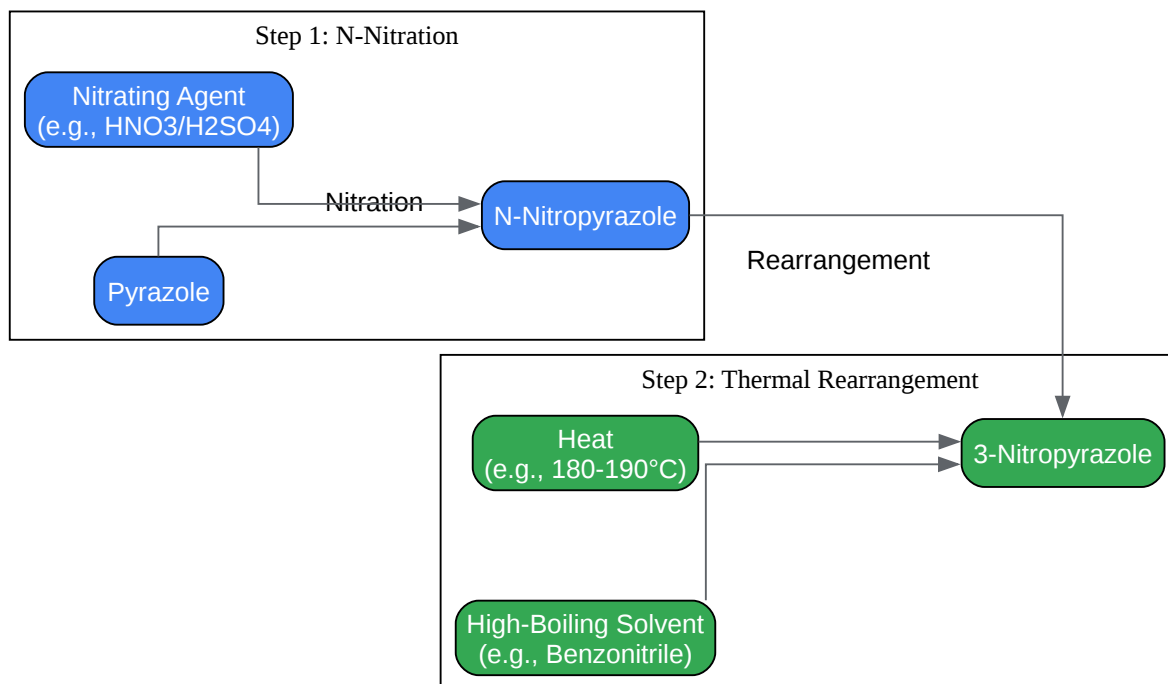 Step 1: N-Nitration
Nitrating Agent
(e.g., HNO3/H2SO4)
Nitration
N-Nitropyrazole
Pyrazole
Rearrangement
Step 2: Thermal Rearrangement
Heat
(e.g., 180-190°C)
3-Nitropyrazole
High-Boiling Solvent
(e.g., Benzonitrile)